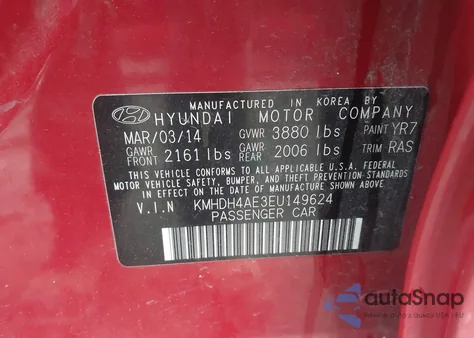 MANUFACTURED IN KOREA BY
HYUNDAI MOTOR COMPANY
MAR/03/14 GVWR 3880 lbs PAINT YR7
GAWR FRONT 2161 lbs GAWR REAR 2006 lbs TRIM RAS
THIS VEHICLE CONFORMS TO ALL APPLICABLE U.S.A. FEDERAL
MOTOR VEHICLE SAFETY, BUMPER, AND THEFT PREVENTION STANDARDS
IN EFFECT ON THE DATE OF MANUFACTURE SHOWN ABOVE.
V.I.N KMHDH4AE3EU149624
PASSENGER CAR
autoSnap